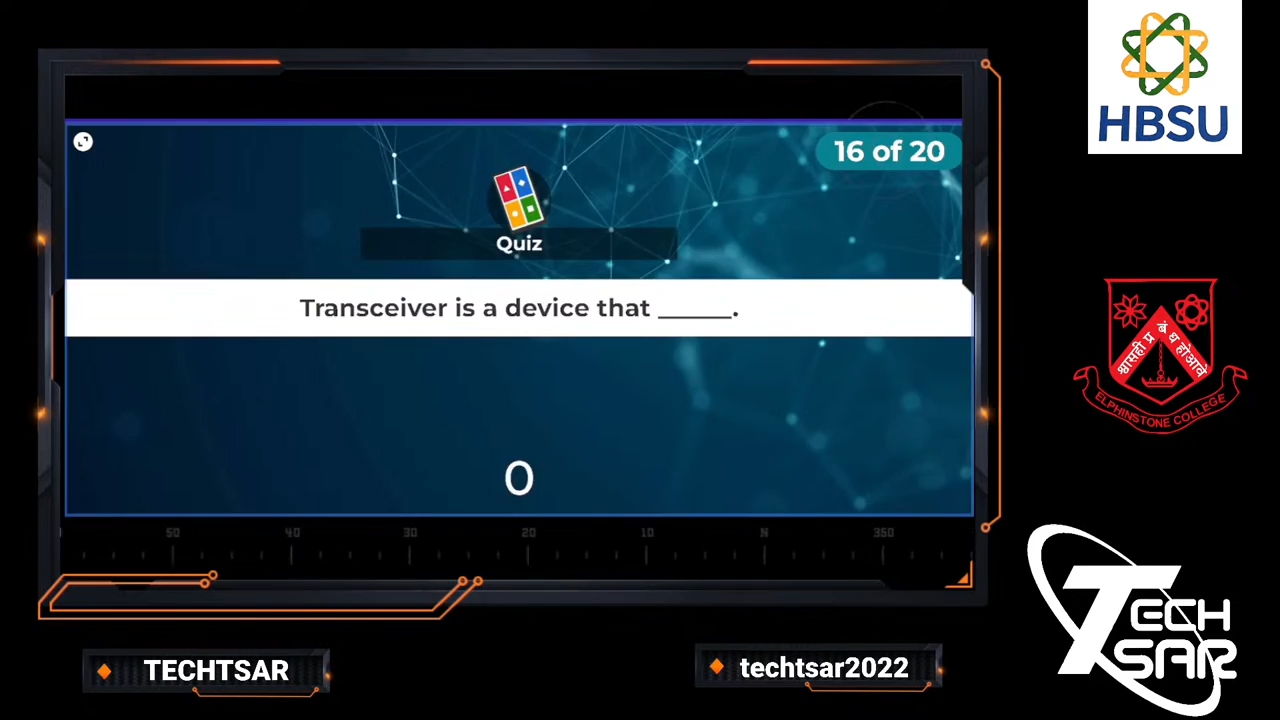 HBSU
16 of 20
Quiz
Transceiver is a device that ______.
0
50 40 30 20 10 N 350
ELPHINSTONE COLLEGE
TECH
SAR
TECHTSAR
techtsar2022